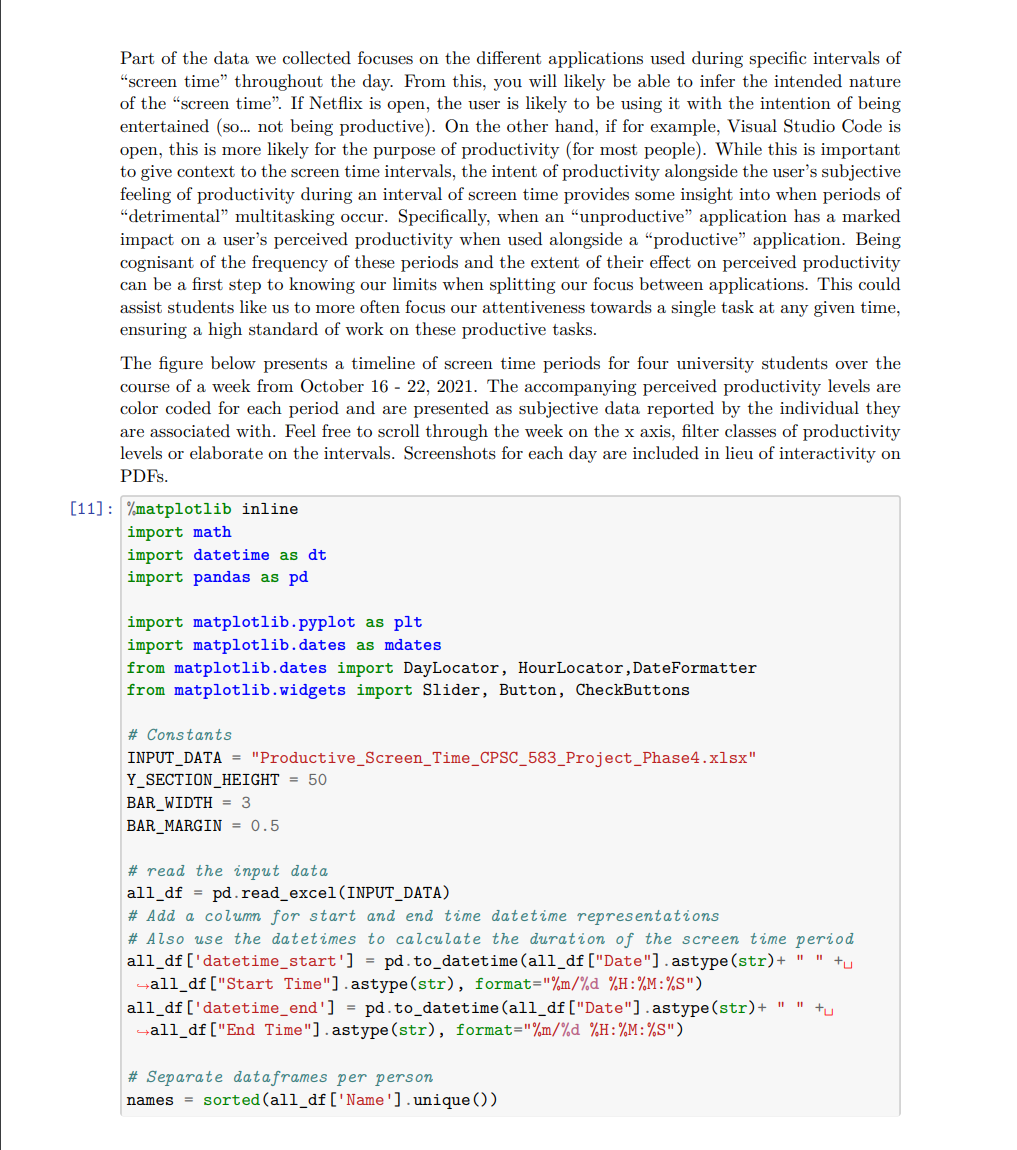 Part of the data we collected focuses on the different applications used during specific intervals of
“screen time” throughout the day. From this, you will likely be able to infer the intended nature
of the “screen time”. If Netflix is open, the user is likely to be using it with the intention of being
entertained (so... not being productive). On the other hand, if for example, Visual Studio Code is
open, this is more likely for the purpose of productivity (for most people). While this is important
to give context to the screen time intervals, the intent of productivity alongside the user’s subjective
feeling of productivity during an interval of screen time provides some insight into when periods of
“detrimental” multitasking occur. Specifically, when an “unproductive” application has a marked
impact on a user’s perceived productivity when used alongside a “productive” application. Being
cognisant of the frequency of these periods and the extent of their effect on perceived productivity
can be a first step to knowing our limits when splitting our focus between applications. This could
assist students like us to more often focus our attentiveness towards a single task at any given time,
ensuring a high standard of work on these productive tasks.
The figure below presents a timeline of screen time periods for four university students over the
course of a week from October 16 - 22, 2021. The accompanying perceived productivity levels are
color coded for each period and are presented as subjective data reported by the individual they
are associated with. Feel free to scroll through the week on the x axis, filter classes of productivity
levels or elaborate on the intervals. Screenshots for each day are included in lieu of interactivity on
PDFs.
[11]: %matplotlib inline
import math
import datetime as dt
import pandas as pd
import matplotlib.pyplot as plt
import matplotlib.dates as mdates
from matplotlib.dates import DayLocator, HourLocator,DateFormatter
from matplotlib.widgets import Slider, Button, CheckButtons
# Constants
INPUT_DATA = "Productive_Screen_Time_CPSC_583_Project_Phase4.xlsx"
Y_SECTION_HEIGHT = 50
BAR_WIDTH = 3
BAR_MARGIN = 0.5
# read the input data
all_df = pd.read_excel(INPUT_DATA)
# Add a column for start and end time datetime representations
# Also use the datetimes to calculate the duration of the screen time period
all_df['datetime_start'] = pd.to_datetime(all_df["Date"].astype(str)+ " " +␣
↪all_df["Start Time"].astype(str), format="%m/%d %H:%M:%S")
all_df['datetime_end'] = pd.to_datetime(all_df["Date"].astype(str)+ " " +␣
↪all_df["End Time"].astype(str), format="%m/%d %H:%M:%S")
# Separate dataframes per person
names = sorted(all_df['Name'].unique())